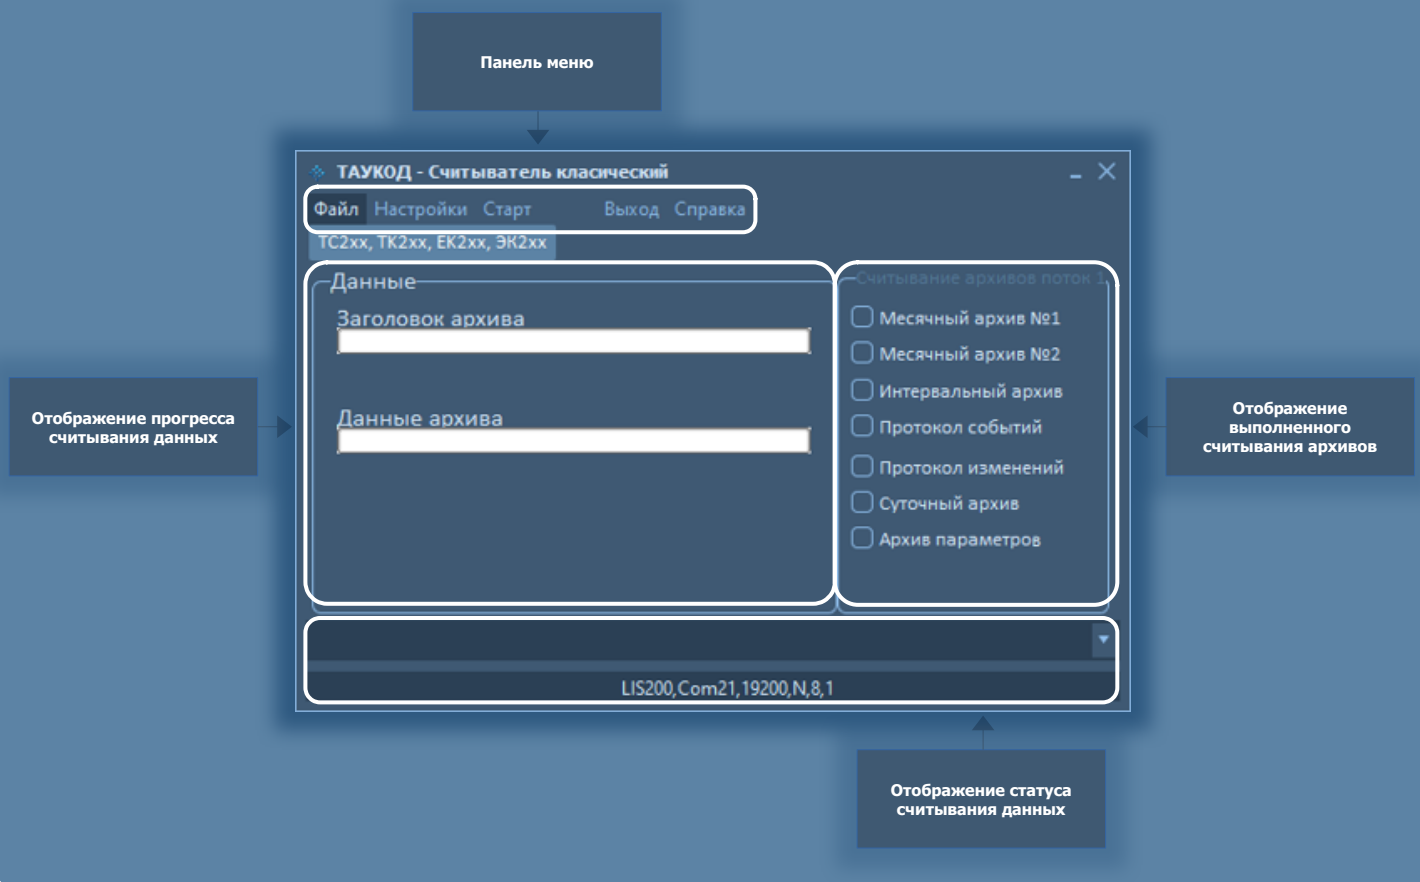 Панель меню
ТАУКОД - Считыватель класический
Файл Настройки Старт Выход Справка
ТС2хх, ТК2хх, ЕК2хх, ЭК2хх
Данные
Заголовок архива
Данные архива
Считывание архивов поток 1
Месячный архив №1
Месячный архив №2
Интервальный архив
Протокол событий
Протокол изменений
Суточный архив
Архив параметров
Отображение прогресса
считывания данных
Отображение
выполненного
считывания архивов
LIS200,Com21,19200,N,8,1
Отображение статуса
считывания данных